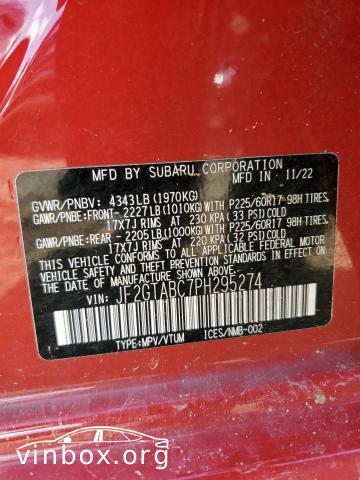 MFD BY SUBARU CORPORATION
MFD IN 11/22
GVWR/PNBV: 4343LB(1970KG)
GAWR/PNBE:FRONT- 2227LB(1010KG)WITH P225/60R17 98H TIRES,
17X7J RIMS AT 230 KPA(33 PSI)COLD
GAWR/PNBE:REAR - 2205LB(1000KG)WITH P225/60R17 98H TIRES,
17X7J RIMS AT 220 KPA(32 PSI)COLD
THIS VEHICLE CONFORMS TO ALL APPLICABLE FEDERAL MOTOR
VEHICLE SAFETY, BUMPER, AND THEFT PREVENTION STANDARDS IN EFFECT ON
THE DATE OF MANUFACTURE SHOWN ABOVE.
VIN: JF2GTABC7PH295274
TYPE:MPV/VTUM ICES/NMB-002
vinbox.org